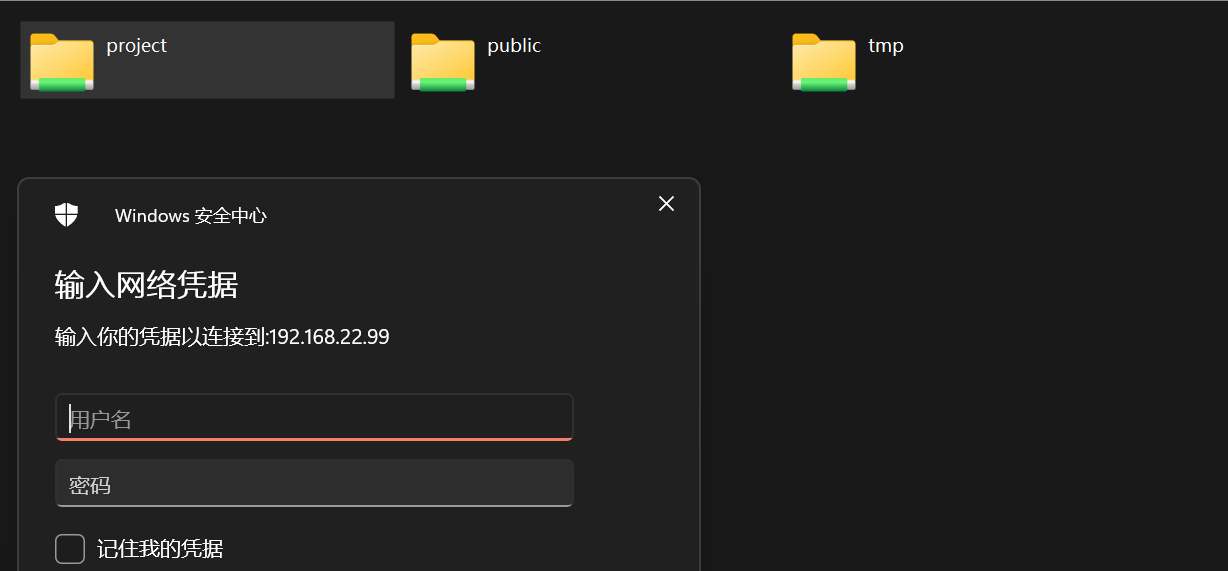 project
public
tmp
Windows 安全中心
输入网络凭据
输入你的凭据以连接到:192.168.22.99
用户名
密码
记住我的凭据